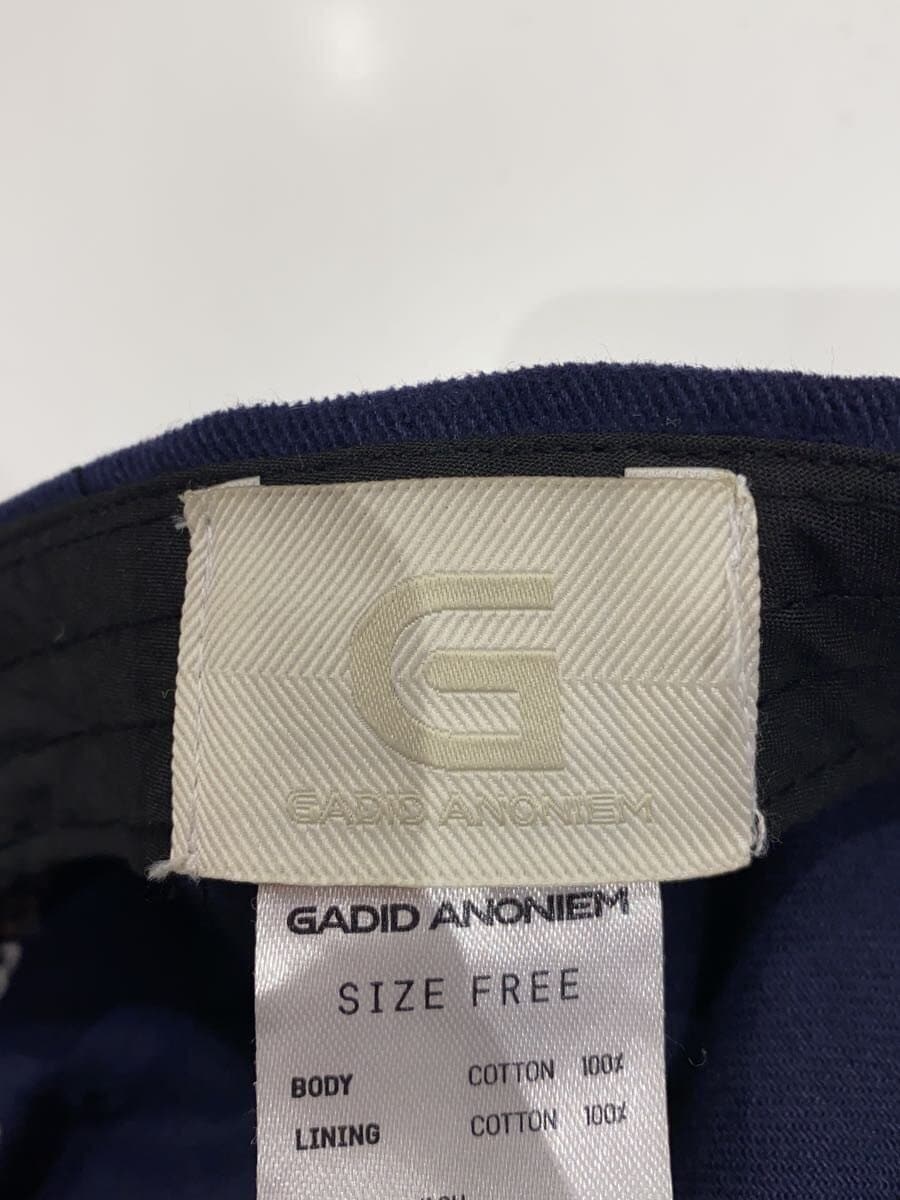 G
GADID ANONIEM
GADID ANONIEM
SIZE FREE
BODY COTTON 100%
LINING COTTON 100%